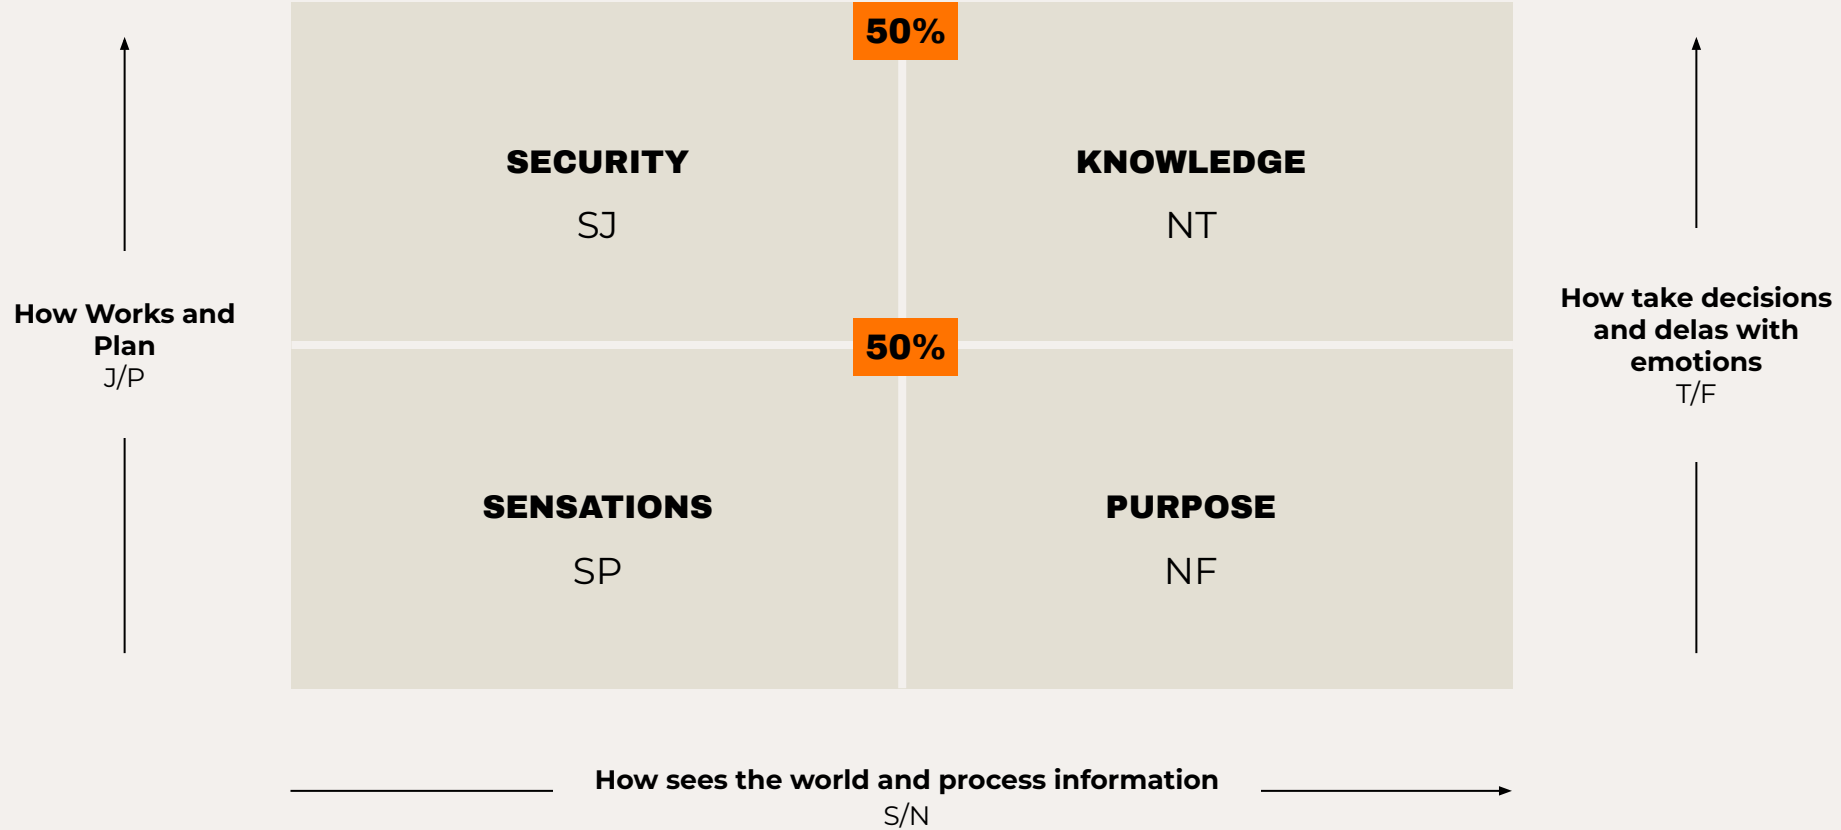 50%
SECURITY
SJ
KNOWLEDGE
NT
How Works and
Plan
J/P
50%
How take decisions
and delas with
emotions
T/F
SENSATIONS
SP
PURPOSE
NF
How sees the world and process information
S/N